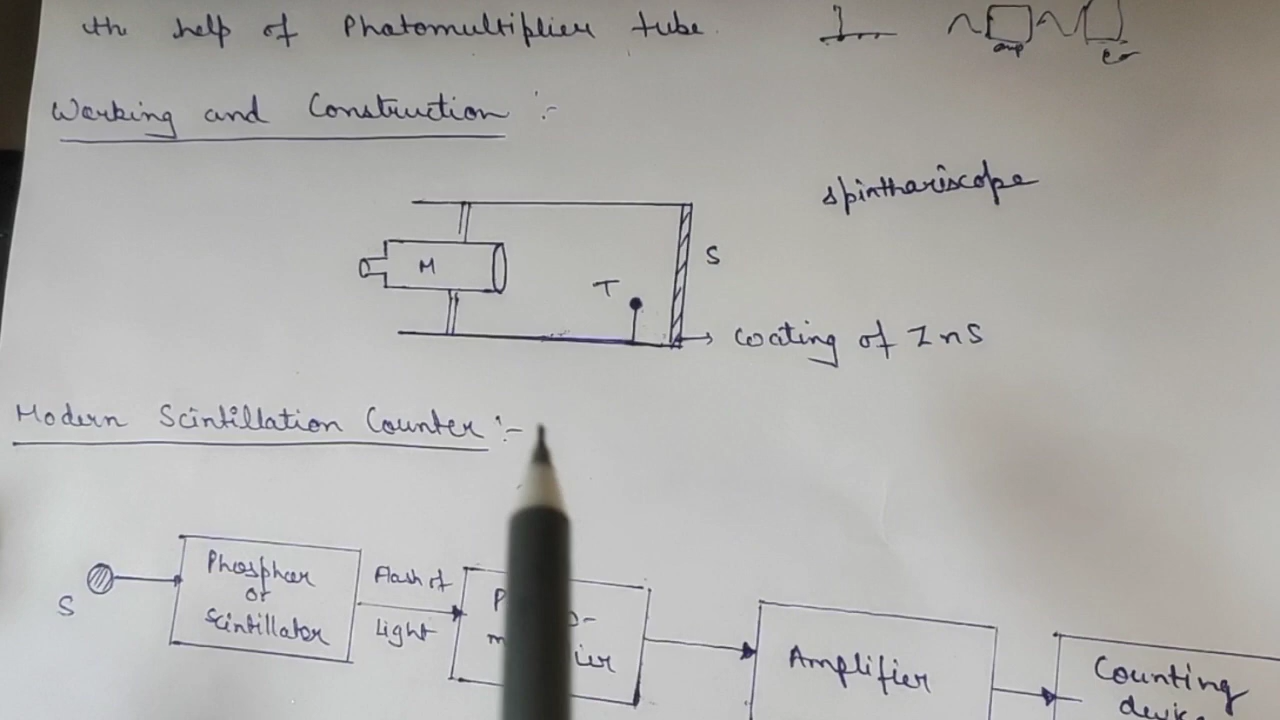 the help of Photomultiplier tube.
amp
Working and Construction :-
spinthariscope
M
S
T
coating of ZnS
Modern Scintillation Counter :-
S
Phosphor
or
Scintillator
Flash of
Light
Amplifier
Counting